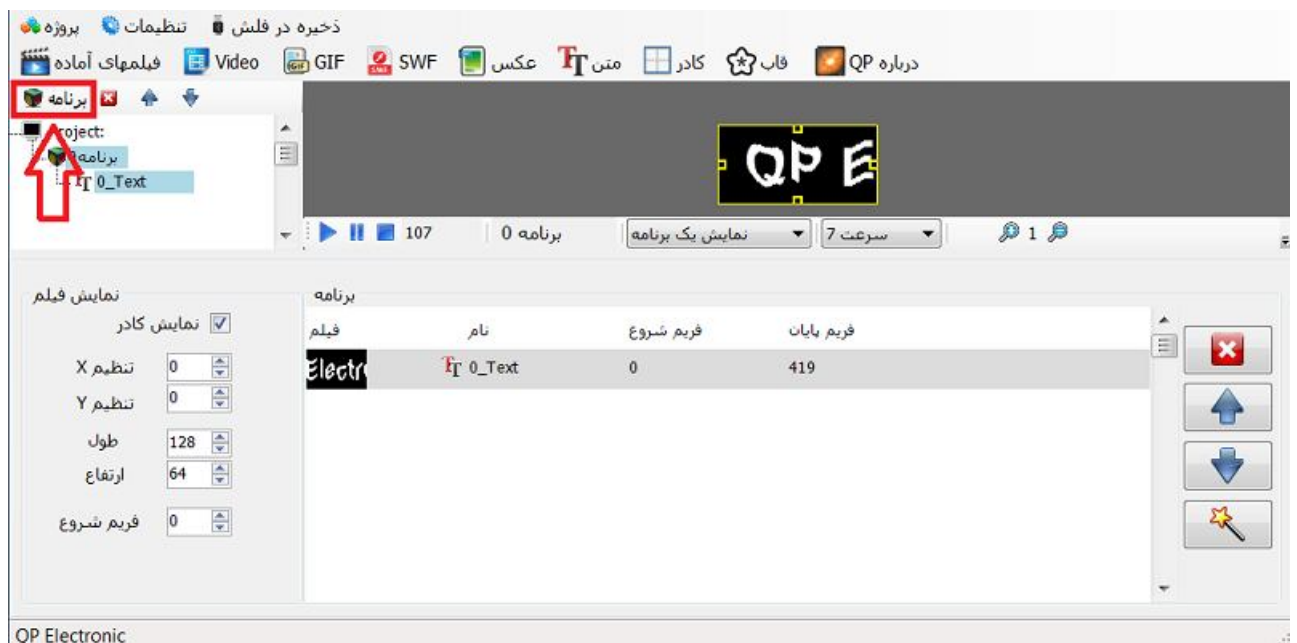 پروژه تنظیمات ذخیره در فلش
فیلمهای آماده Video GIF SWF عکس متن کادر قاب درباره QP
برنامه
Project:
برنامه0
0_Text
QP E
107 برنامه 0 نمایش یک برنامه سرعت 7 1
نمایش فیلم
نمایش کادر
تنظیم X 0
تنظیم Y 0
طول 128
ارتفاع 64
فریم شروع 0
برنامه
فیلم نام فریم شروع فریم پایان
Electr 0_Text 0 419
QP Electronic